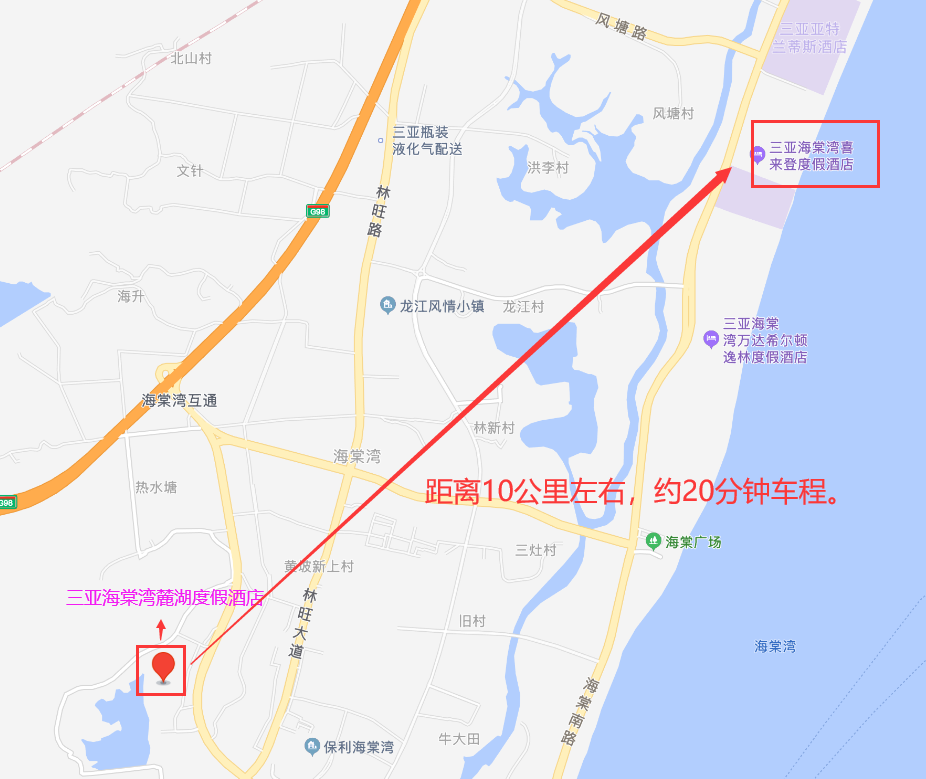 风塘路
三亚亚特
兰蒂斯酒店
北山村
风塘村
三亚瓶装
液化气配送
三亚海棠湾喜
来登度假酒店
洪李村
文针
林旺路
G98
海升
龙江风情小镇
龙江村
三亚海棠
湾万达希尔顿
逸林度假酒店
海棠湾互通
林新村
海棠湾
热水塘
G98
距离10公里左右，约20分钟车程。
海棠广场
三灶村
黄坡新上村
三亚海棠湾麓湖度假酒店
林旺大道
旧村
海棠湾
海棠南路
牛大田
保利海棠湾